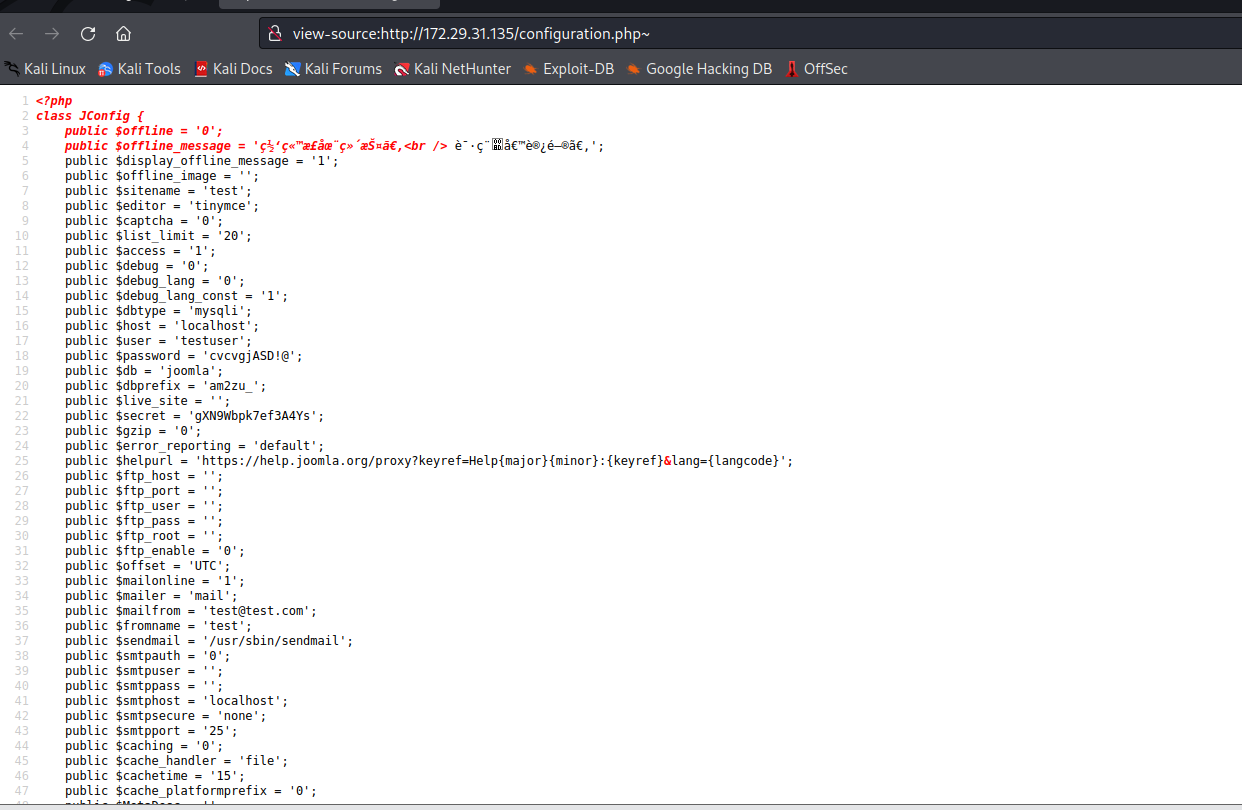 view-source:http://172.29.31.135/configuration.php~
Kali Linux Kali Tools Kali Docs Kali Forums Kali NetHunter Exploit-DB Google Hacking DB OffSec
1 <?php
2 class JConfig {
3 public $offline = '0';
4 public $offline_message = '<br /> ';
5 public $display_offline_message = '1';
6 public $offline_image = '';
7 public $sitename = 'test';
8 public $editor = 'tinymce';
9 public $captcha = '0';
10 public $list_limit = '20';
11 public $access = '1';
12 public $debug = '0';
13 public $debug_lang = '0';
14 public $debug_lang_const = '1';
15 public $dbtype = 'mysqli';
16 public $host = 'localhost';
17 public $user = 'testuser';
18 public $password = 'cvcvgjASD!@';
19 public $db = 'joomla';
20 public $dbprefix = 'am2zu_';
21 public $live_site = '';
22 public $secret = 'gXN9Wbpk7ef3A4Ys';
23 public $gzip = '0';
24 public $error_reporting = 'default';
25 public $helpurl = 'https://help.joomla.org/proxy?keyref=Help{major}{minor}:{keyref}&lang={langcode}';
26 public $ftp_host = '';
27 public $ftp_port = '';
28 public $ftp_user = '';
29 public $ftp_pass = '';
30 public $ftp_root = '';
31 public $ftp_enable = '0';
32 public $offset = 'UTC';
33 public $mailonline = '1';
34 public $mailer = 'mail';
35 public $mailfrom = 'test@test.com';
36 public $fromname = 'test';
37 public $sendmail = '/usr/sbin/sendmail';
38 public $smtpauth = '0';
39 public $smtpuser = '';
40 public $smtppass = '';
41 public $smtphost = 'localhost';
42 public $smtpsecure = 'none';
43 public $smtpport = '25';
44 public $caching = '0';
45 public $cache_handler = 'file';
46 public $cachetime = '15';
47 public $cache_platformprefix = '0';